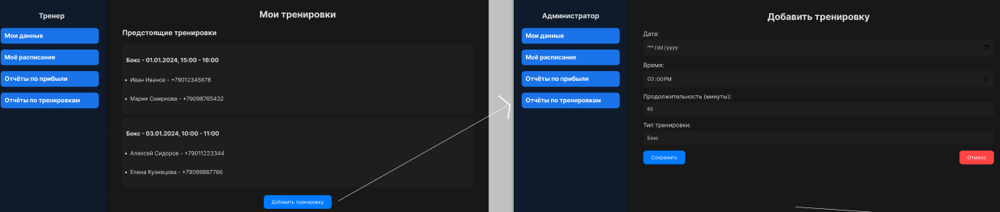 Тренер
Мои данные
Моё расписание
Отчёты по прибыли
Отчёты по тренировкам
Мои тренировки
Предстоящие тренировки
Бокс - 01.01.2024, 15:00 - 16:00
• Иван Иванов - +79012345678
• Мария Смирнова - +79098765432
Бокс - 03.01.2024, 10:00 - 11:00
• Алексей Сидоров - +79011223344
• Елена Кузнецова - +79099887766
Добавить тренировку
Администратор
Мои данные
Моё расписание
Отчёты по прибыли
Отчёты по тренировкам
Добавить тренировку
Дата:
mm/dd/yyyy
Время:
03:00 PM
Продолжительность (минуты):
60
Тип тренировки:
Бокс
Сохранить
Отмена